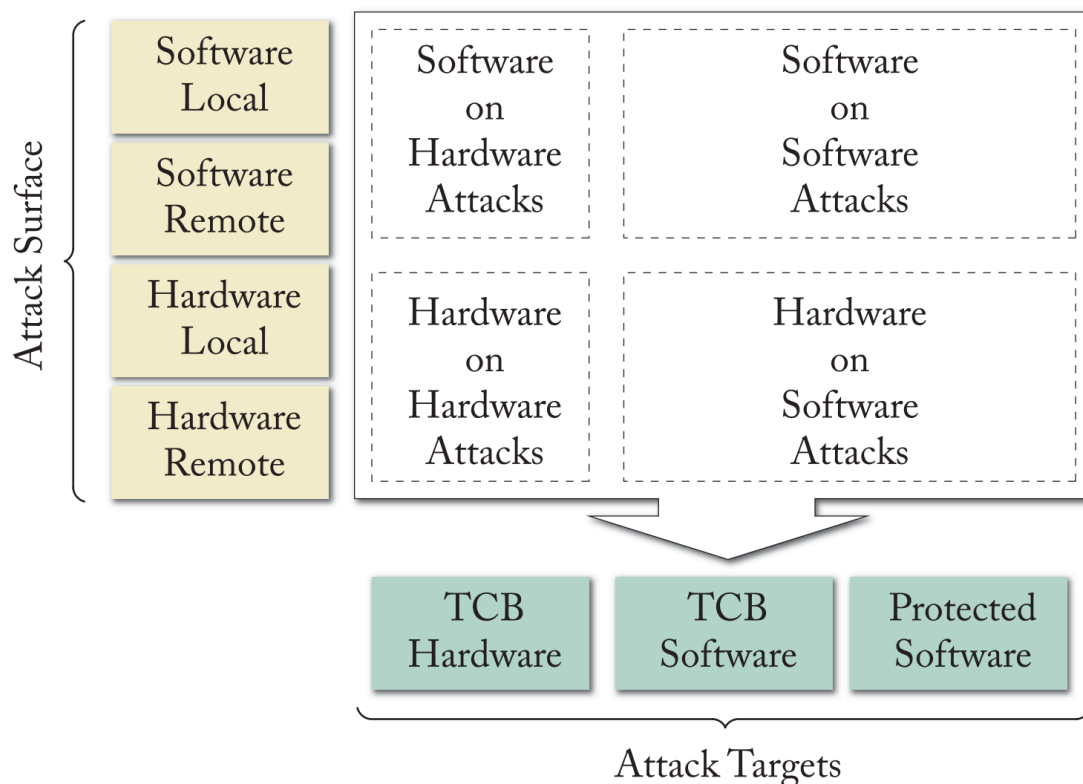 Attack Surface
Software
Local
Software
Remote
Hardware
Local
Hardware
Remote
Software
on
Hardware
Attacks
Software
on
Software
Attacks
Hardware
on
Hardware
Attacks
Hardware
on
Software
Attacks
TCB
Hardware
TCB
Software
Protected
Software
Attack Targets